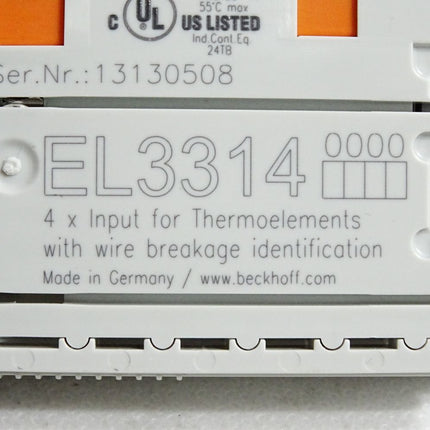 55°C max
C UL US LISTED
Ind.Cont.Eq.
24TB
Ser.Nr.:13130508
EL3314 0000
4 x Input for Thermoelements
with wire breakage identification
Made in Germany / www.beckhoff.com